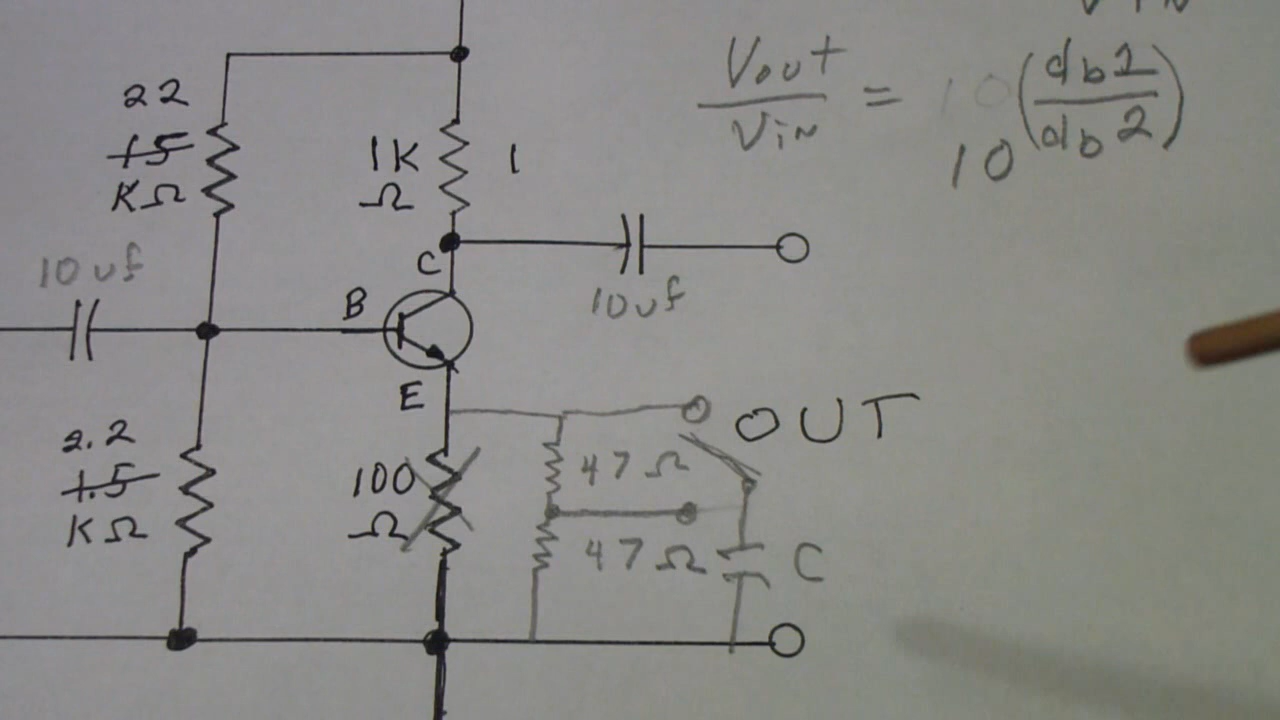 VIN
Vout
VIN
= 10
(db1
db2)
22
15
KΩ
1K
Ω
1
C
10uf
10uf
B
E
OUT
2.2
1.5
KΩ
100
Ω
47Ω
47Ω
C